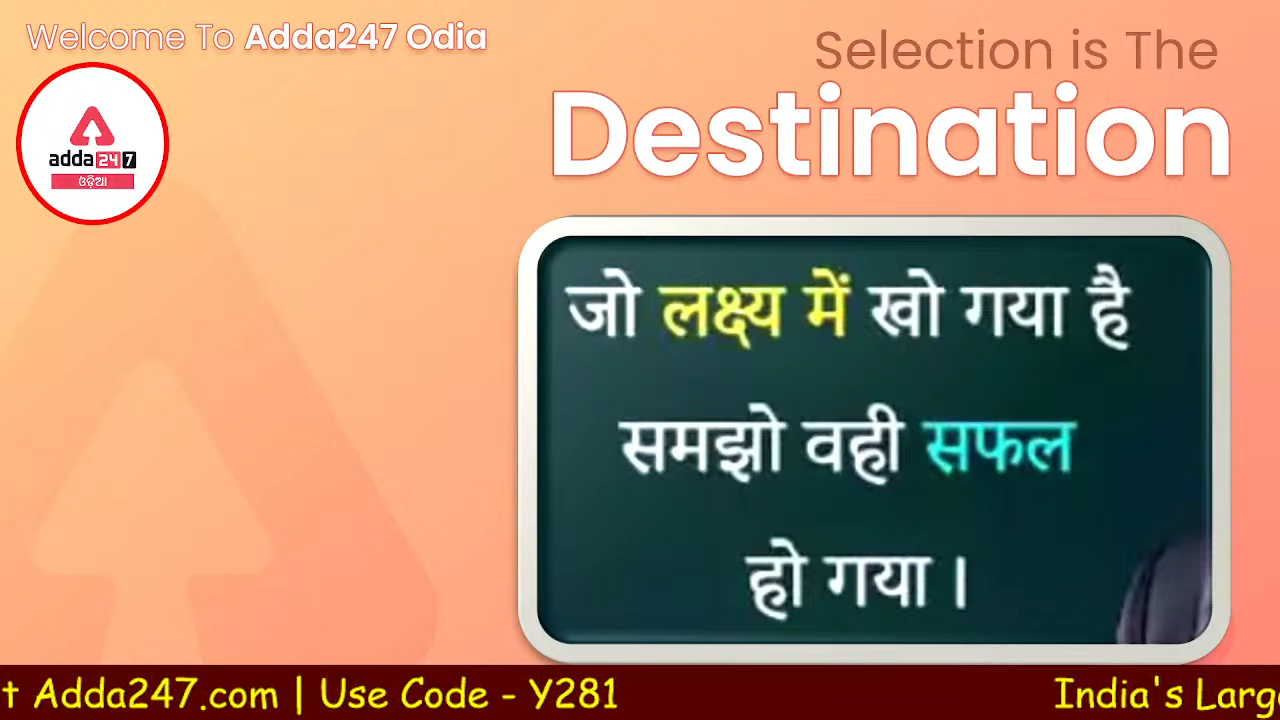 Welcome To Adda247 Odia
Selection is The
Destination
adda247
ଓଡ଼ିଆ
जो लक्ष्य में खो गया है
समझो वही सफल
हो गया ।
t Adda247.com | Use Code - Y281
India's Larg